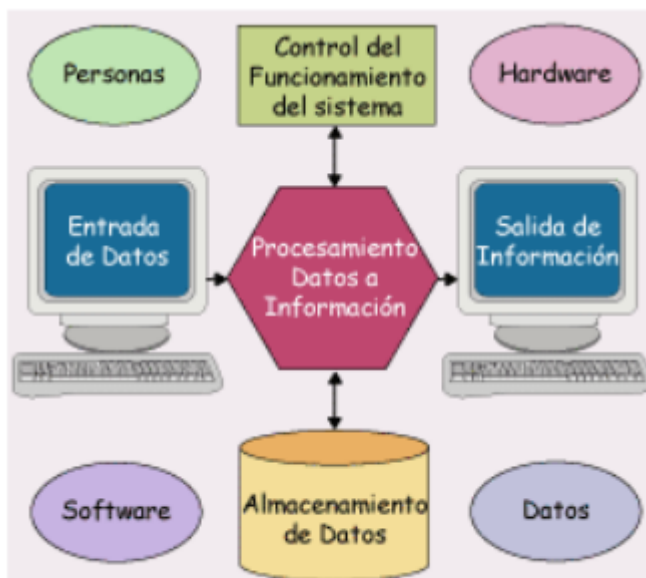 Personas
Control del
Funcionamiento
del sistema
Hardware
Entrada
de Datos
Procesamiento
Datos a
Información
Salida de
Información
Software
Almacenamiento
de Datos
Datos